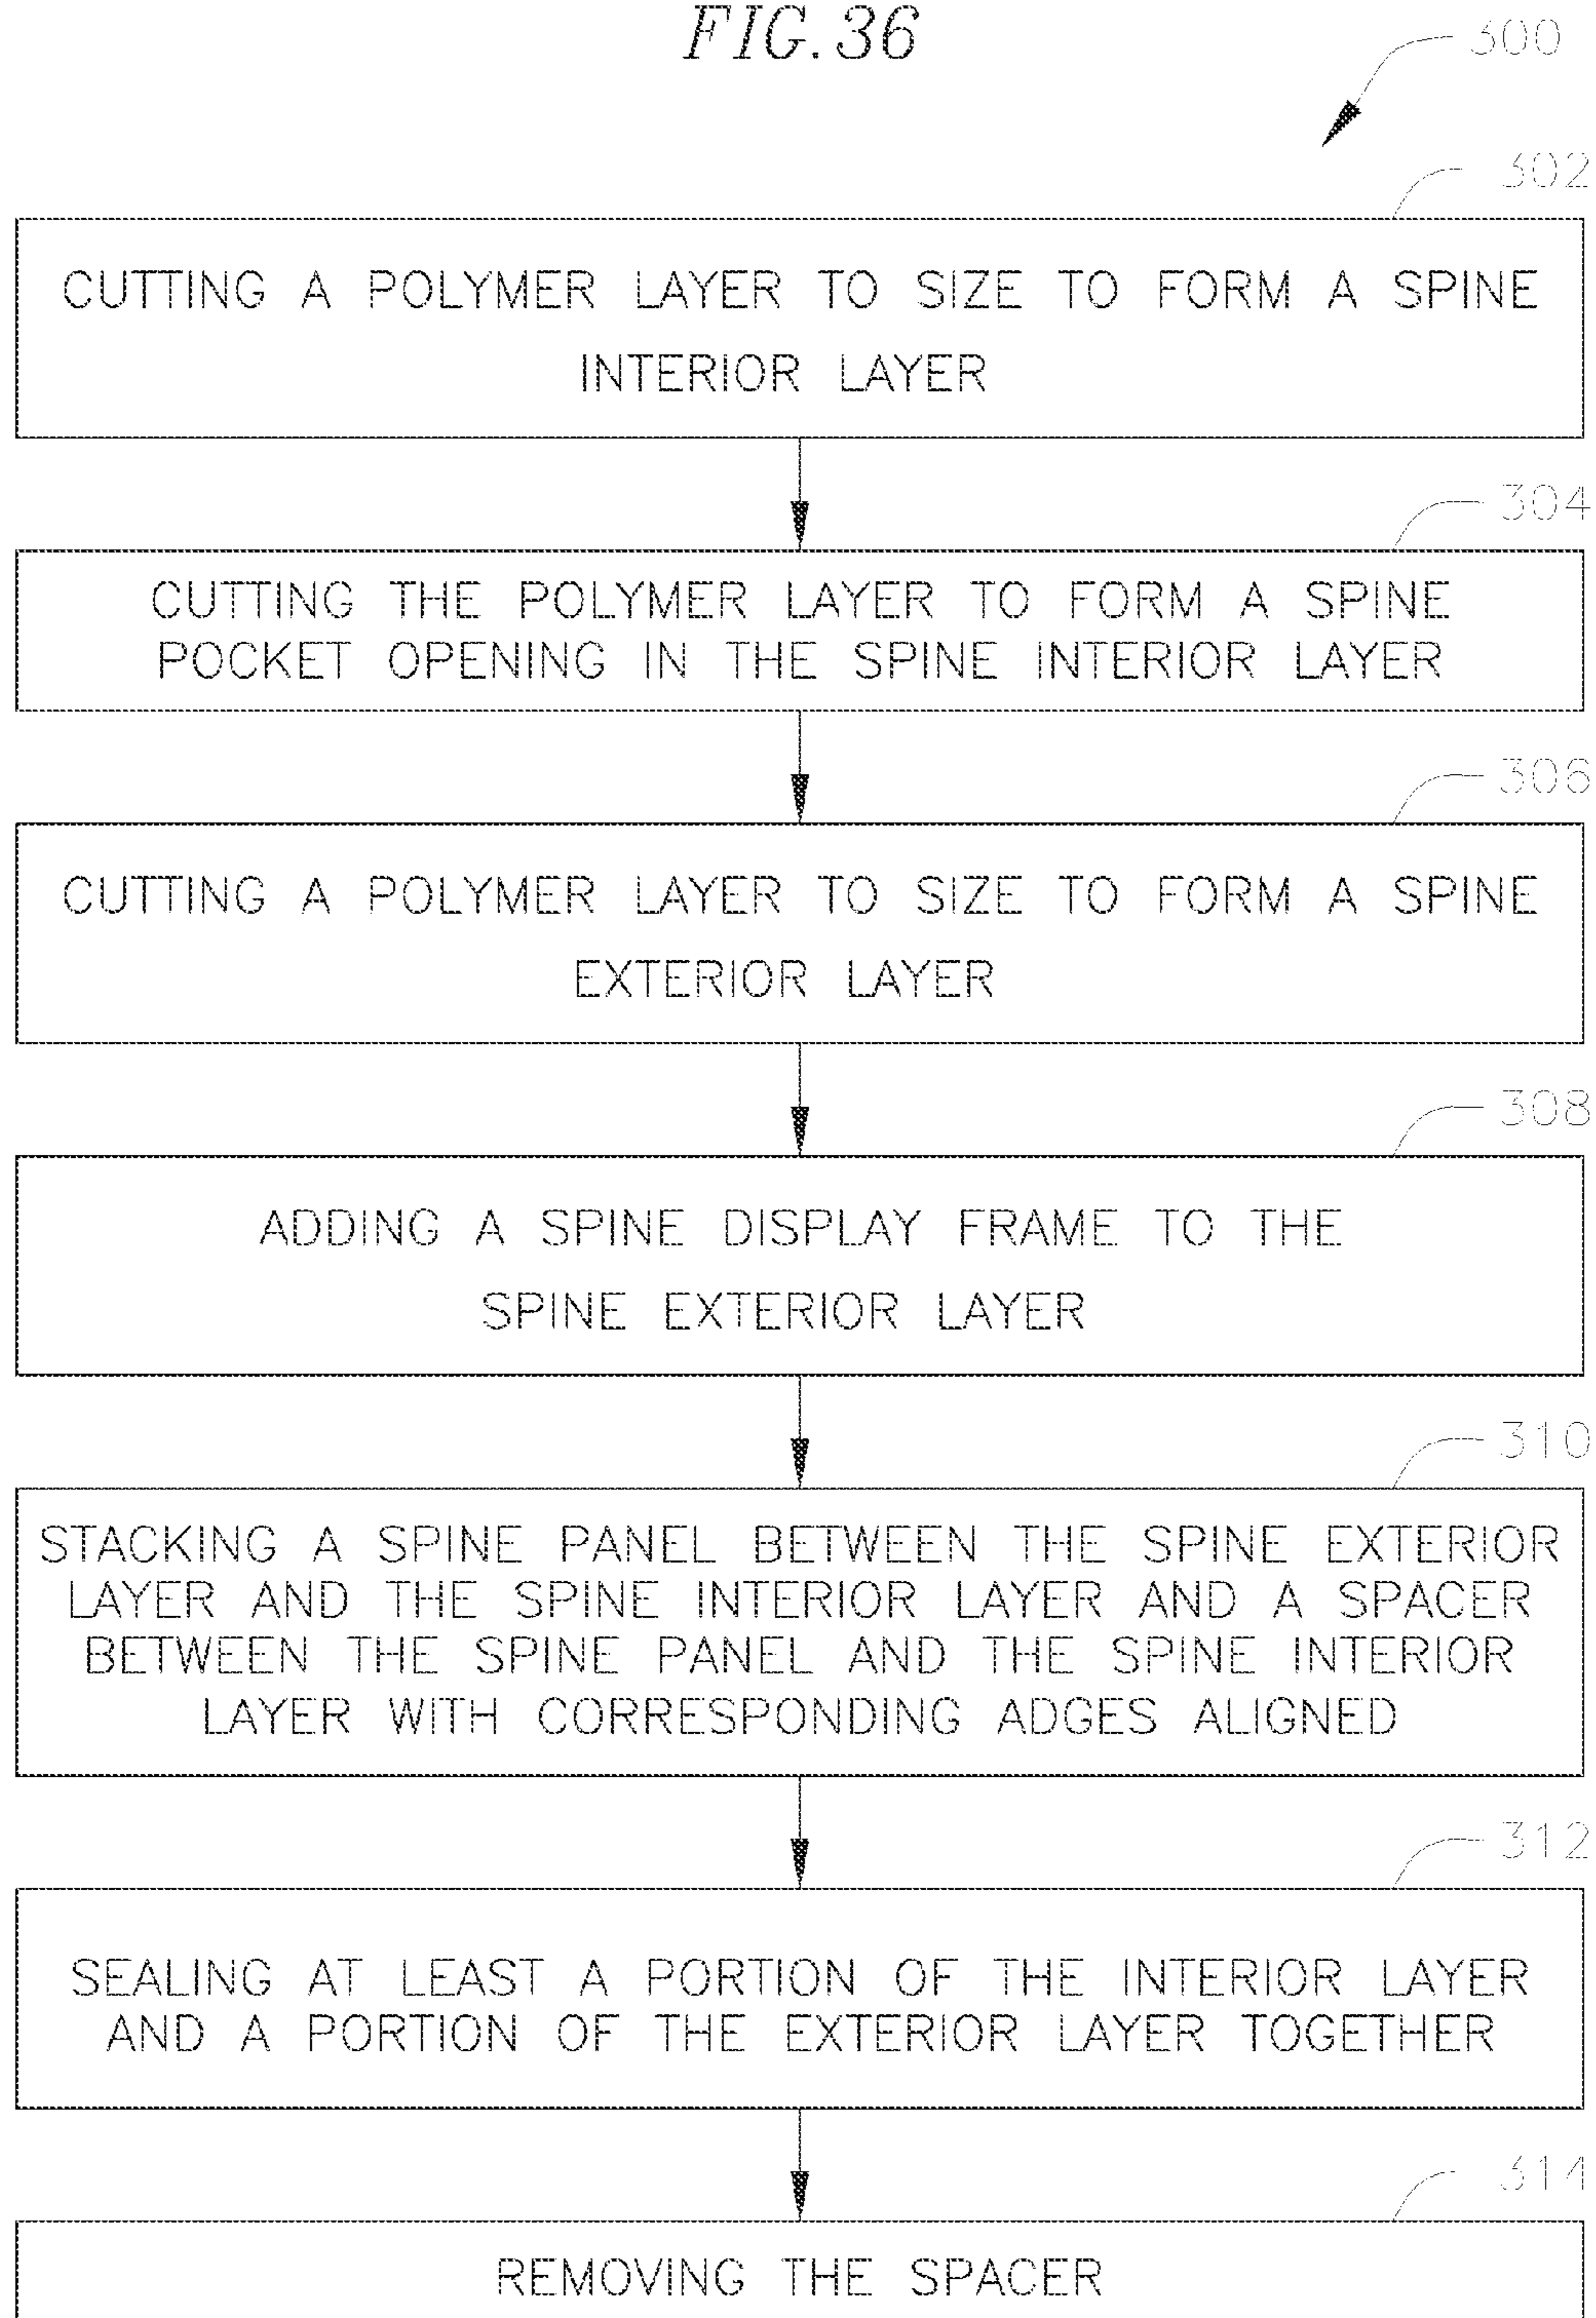 FIG. 36
300
302
CUTTING A POLYMER LAYER TO SIZE TO FORM A SPINE
INTERIOR LAYER
304
CUTTING THE POLYMER LAYER TO FORM A SPINE
POCKET OPENING IN THE SPINE INTERIOR LAYER
306
CUTTING A POLYMER LAYER TO SIZE TO FORM A SPINE
EXTERIOR LAYER
308
ADDING A SPINE DISPLAY FRAME TO THE
SPINE EXTERIOR LAYER
310
STACKING A SPINE PANEL BETWEEN THE SPINE EXTERIOR
LAYER AND THE SPINE INTERIOR LAYER AND A SPACER
BETWEEN THE SPINE PANEL AND THE SPINE INTERIOR
LAYER WITH CORRESPONDING ADGES ALIGNED
312
SEALING AT LEAST A PORTION OF THE INTERIOR LAYER
AND A PORTION OF THE EXTERIOR LAYER TOGETHER
314
REMOVING THE SPACER